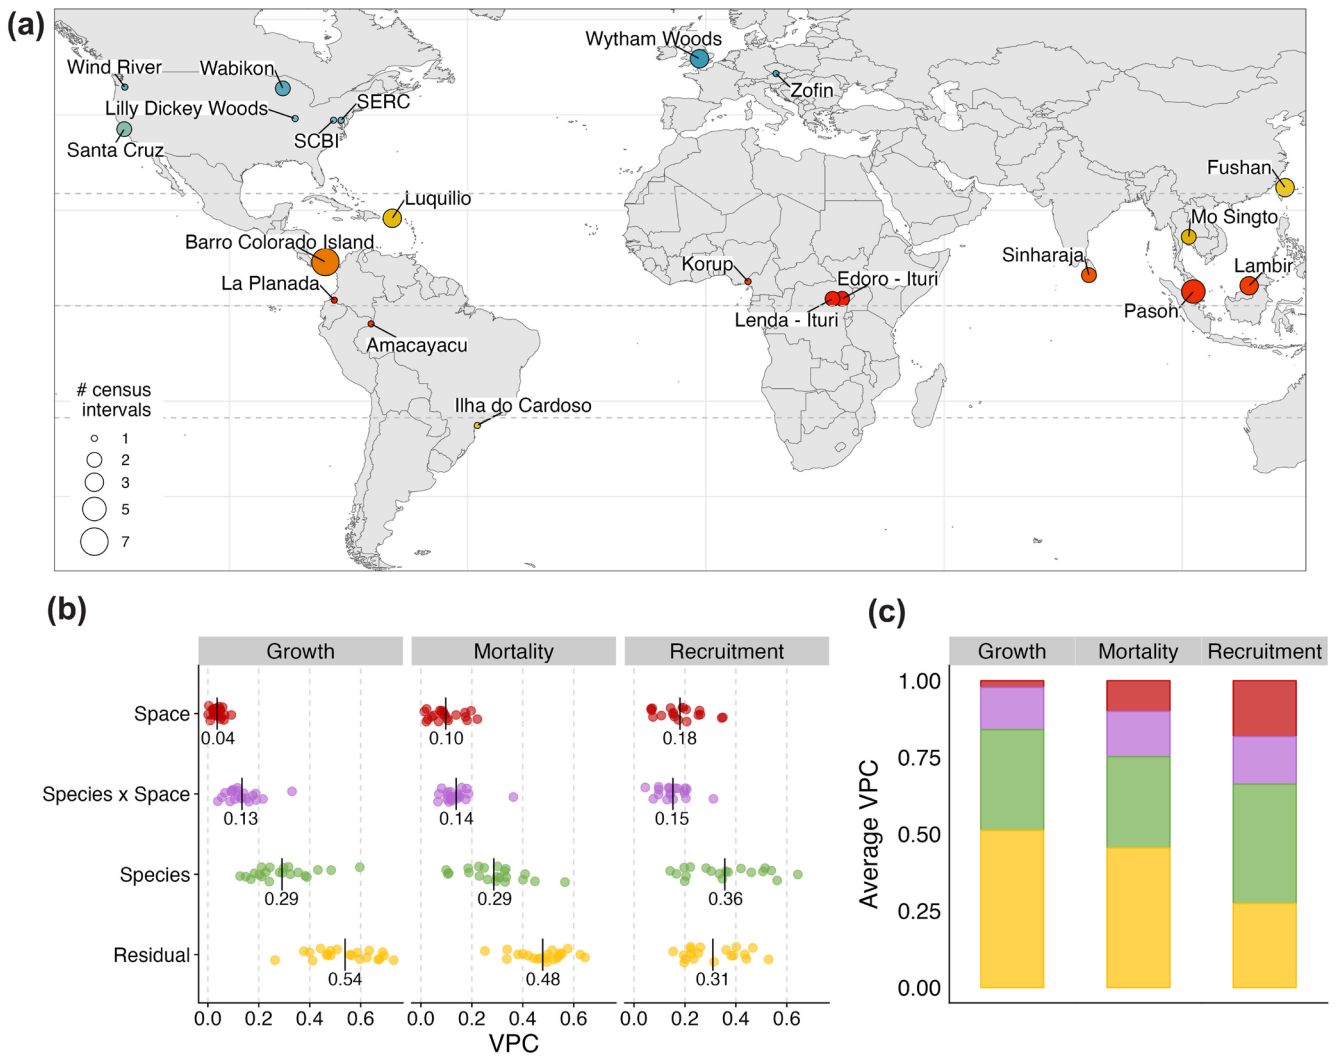 (a)
Wytham Woods
Wind River
Wabikon
Zofin
Lilly Dickey Woods
SERC
SCBI
Santa Cruz
Fushan
Luquillo
Mo Singto
Barro Colorado Island
Sinharaja
Korup
Edoro - Ituri
Lambir
La Planada
Pasoh
Lenda - Ituri
Amacayacu
# census
intervals
Ilha do Cardoso
1
2
3
5
7
(b)
Growth
Mortality
Recruitment
Space
0.04
0.10
0.18
Species x Space
0.13
0.14
0.15
Species
0.29
0.29
0.36
Residual
0.54
0.48
0.31
0.0 0.2 0.4 0.6
0.0 0.2 0.4 0.6
0.0 0.2 0.4 0.6
VPC
(c)
Growth
Mortality
Recruitment
1.00
0.75
0.50
0.25
0.00
Average VPC